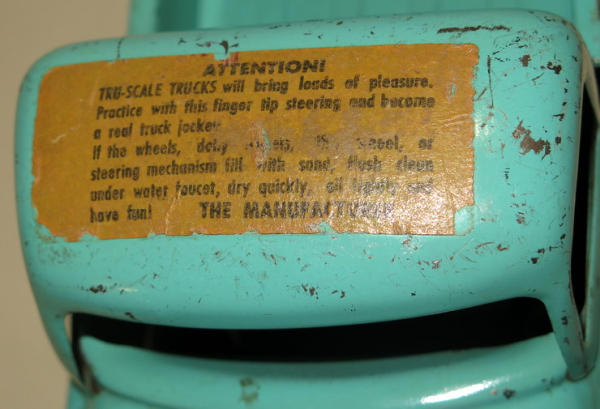 ATTENTION!
TRU-SCALE TRUCKS will bring loads of pleasure.
Practice with this finger tip steering and become
a real truck jockey
If the wheels, wheel, or
steering mechanism fill with sand, flush clean
under water faucet, dry quickly, oil and
have fun! THE MANUFACTURER